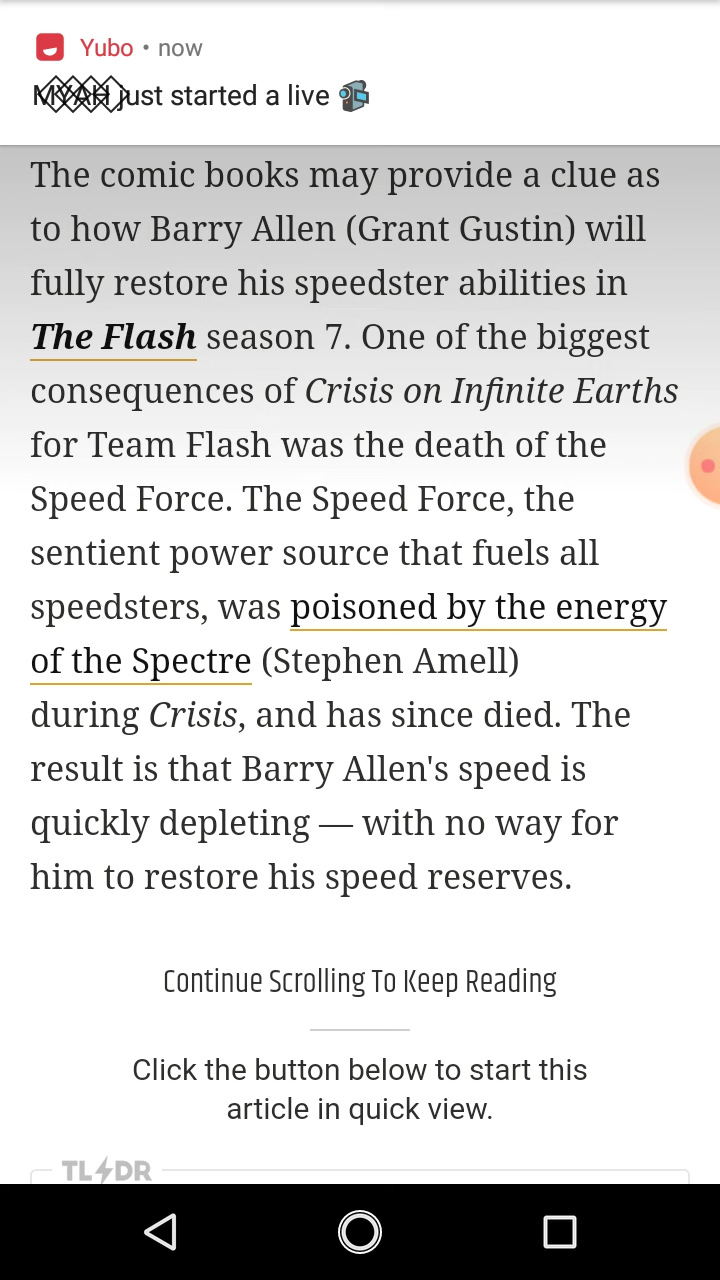 Yubo • now
MYAH just started a live
The comic books may provide a clue as
to how Barry Allen (Grant Gustin) will
fully restore his speedster abilities in
The Flash season 7. One of the biggest
consequences of Crisis on Infinite Earths
for Team Flash was the death of the
Speed Force. The Speed Force, the
sentient power source that fuels all
speedsters, was poisoned by the energy
of the Spectre (Stephen Amell)
during Crisis, and has since died. The
result is that Barry Allen's speed is
quickly depleting — with no way for
him to restore his speed reserves.
Continue Scrolling To Keep Reading
Click the button below to start this
article in quick view.
TL⚡DR